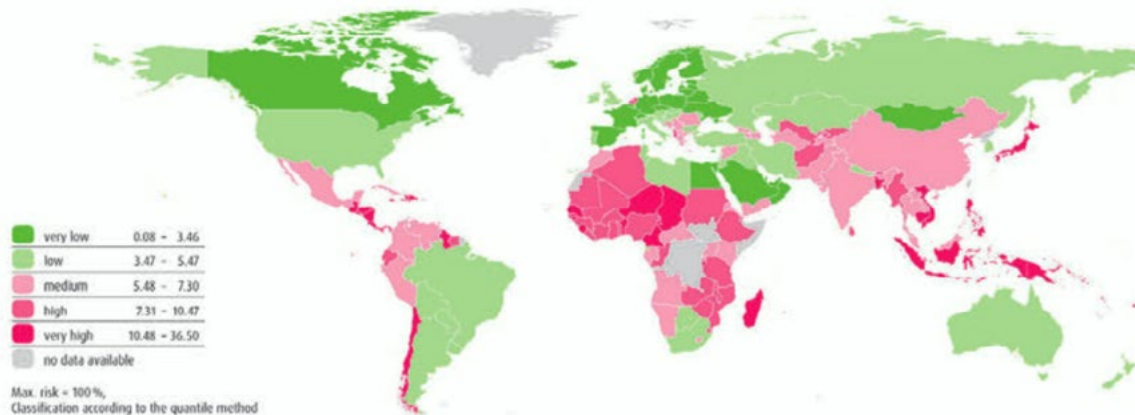 very low 0.08 – 3.46
low 3.47 – 5.47
medium 5.48 – 7.30
high 7.31 – 10.47
very high 10.48 – 36.50
no data available
Max. risk = 100%,
Classification according to the quantile method